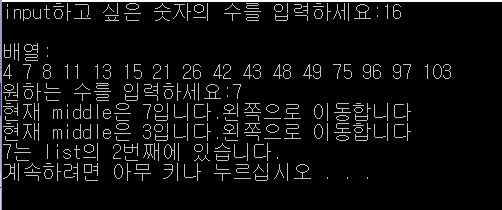 input하고 싶은 숫자의 수를 입력하세요:16
배열:
4 7 8 11 13 15 21 26 42 43 48 49 75 96 97 103
원하는 수를 입력하세요:7
현재 middle은 7입니다.왼쪽으로 이동합니다
현재 middle은 3입니다.왼쪽으로 이동합니다
7는 list의 2번째에 있습니다.
계속하려면 아무 키나 누르십시오 . . .